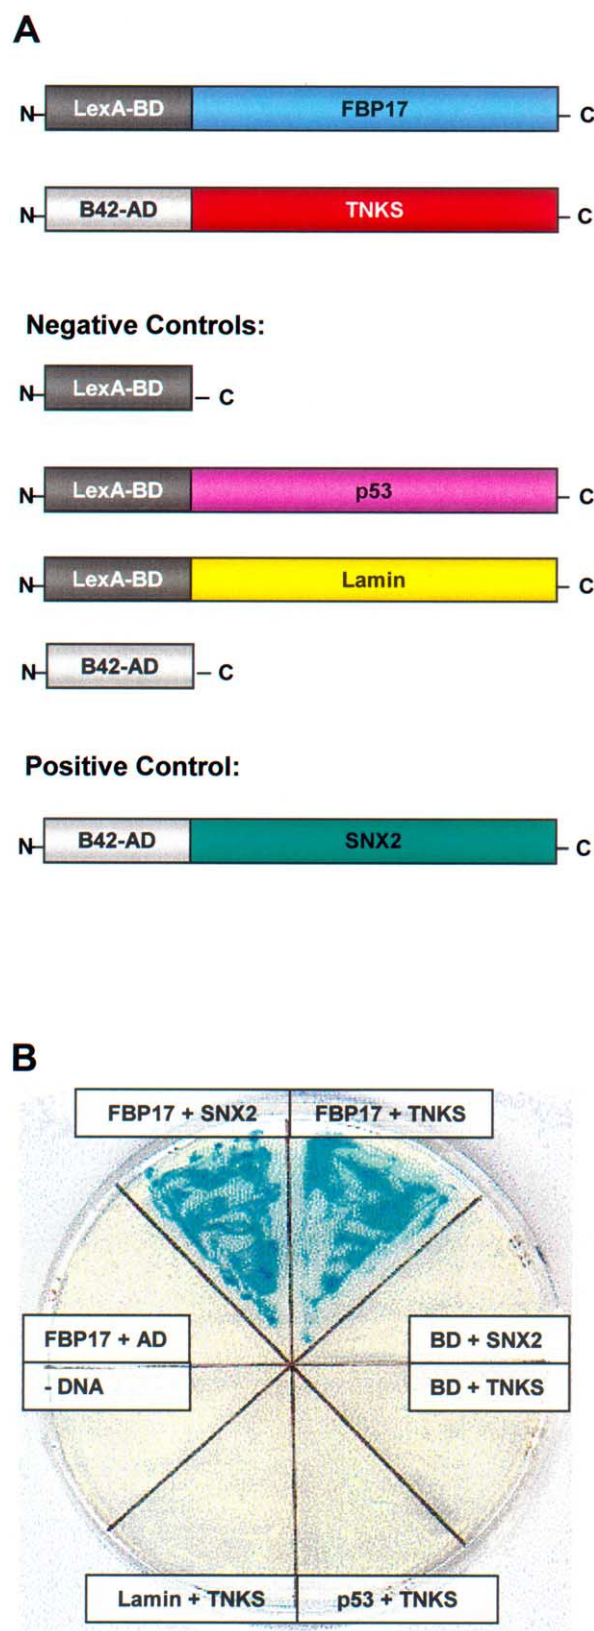 A
N LexA-BD FBP17 C
N B42-AD TNKS C
Negative Controls:
N LexA-BD C
N LexA-BD p53 C
N LexA-BD Lamin C
N B42-AD C
Positive Control:
N B42-AD SNX2 C
B
FBP17 + SNX2 FBP17 + TNKS
FBP17 + AD BD + SNX2
- DNA BD + TNKS
Lamin + TNKS p53 + TNKS